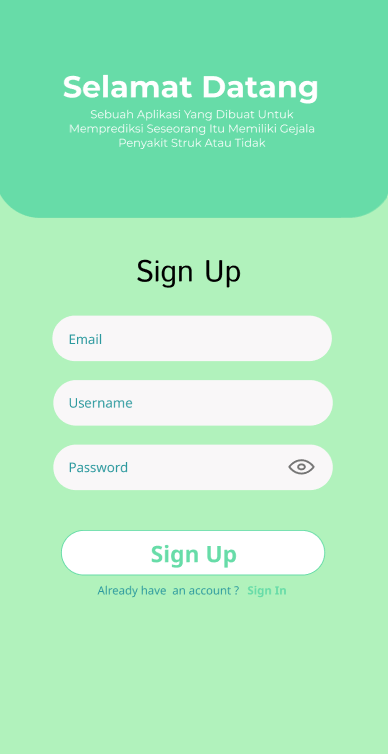 Selamat Datang
Sebuah Aplikasi Yang Dibuat Untuk
Memprediksi Seseorang Itu Memiliki Gejala
Penyakit Struk Atau Tidak
Sign Up
Email
Username
Password
Sign Up
Already have an account ? Sign In